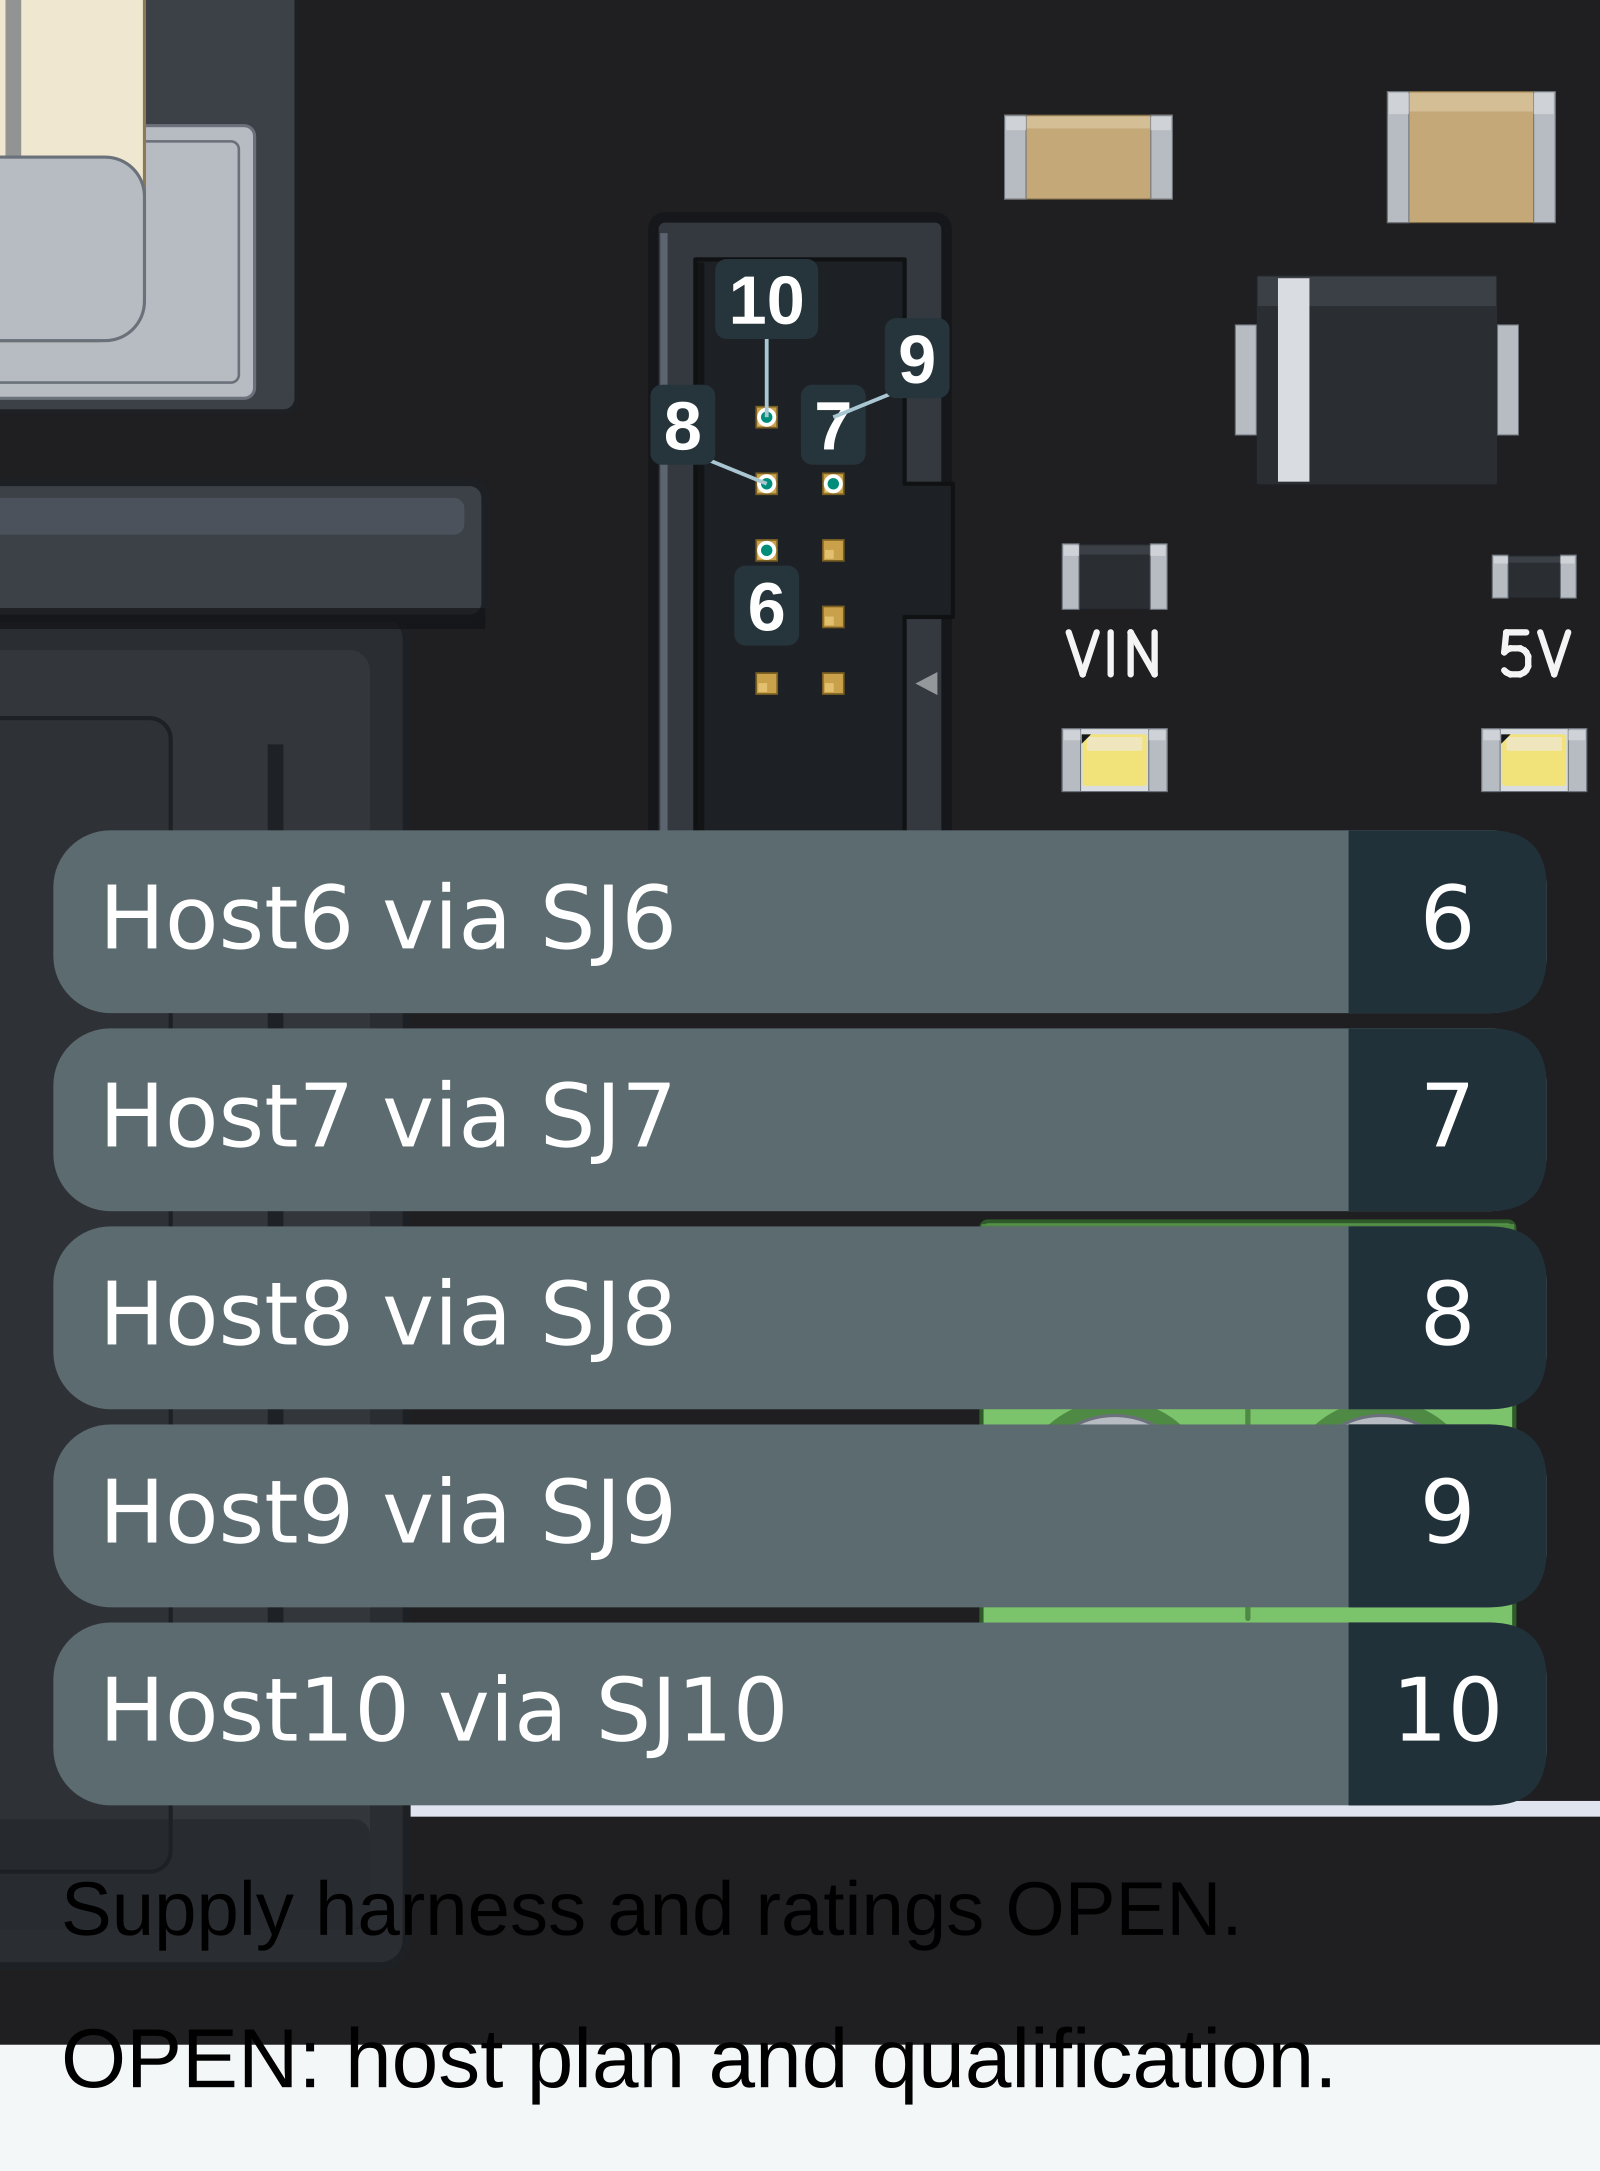 10
9
8
7
6
VIN
5V
Host6 via SJ6 6
Host7 via SJ7 7
Host8 via SJ8 8
Host9 via SJ9 9
Host10 via SJ10 10
Supply harness and ratings OPEN.
OPEN: host plan and qualification.